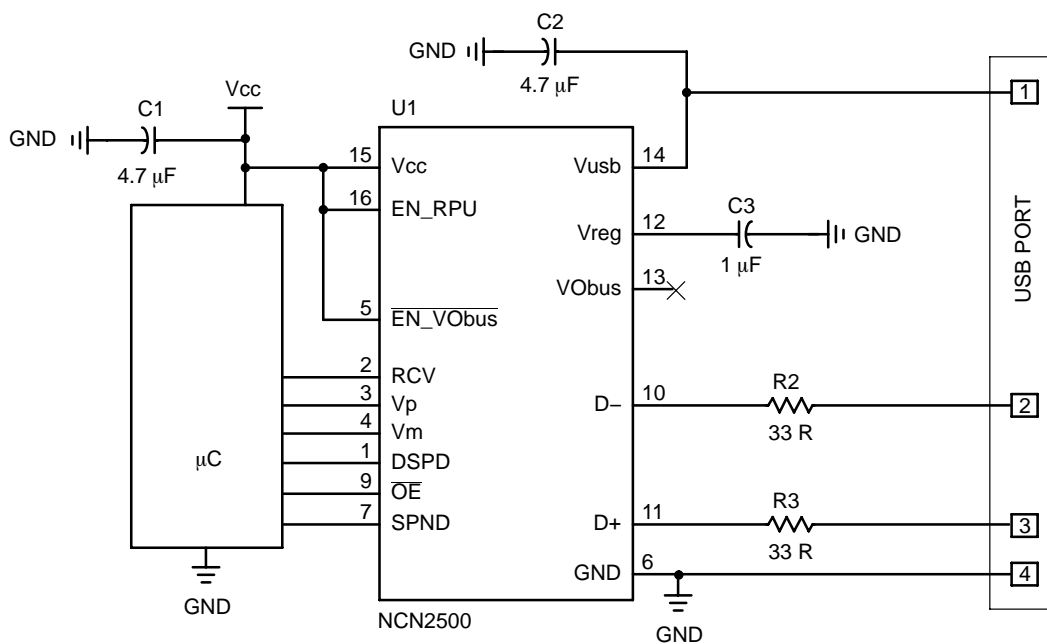 C2
GND
4.7 μF
Vcc
C1
GND
4.7 μF
U1
15
Vcc
16
EN_RPU
5
EN_VObus
2
RCV
3
Vp
4
Vm
1
DSPD
9
OE
7
SPND
μC
GND
Vusb
14
Vreg
12
C3
1 μF
GND
VObus
13
D–
10
R2
33 R
D+
11
R3
33 R
GND
6
GND
NCN2500
1
2
3
4
USB PORT